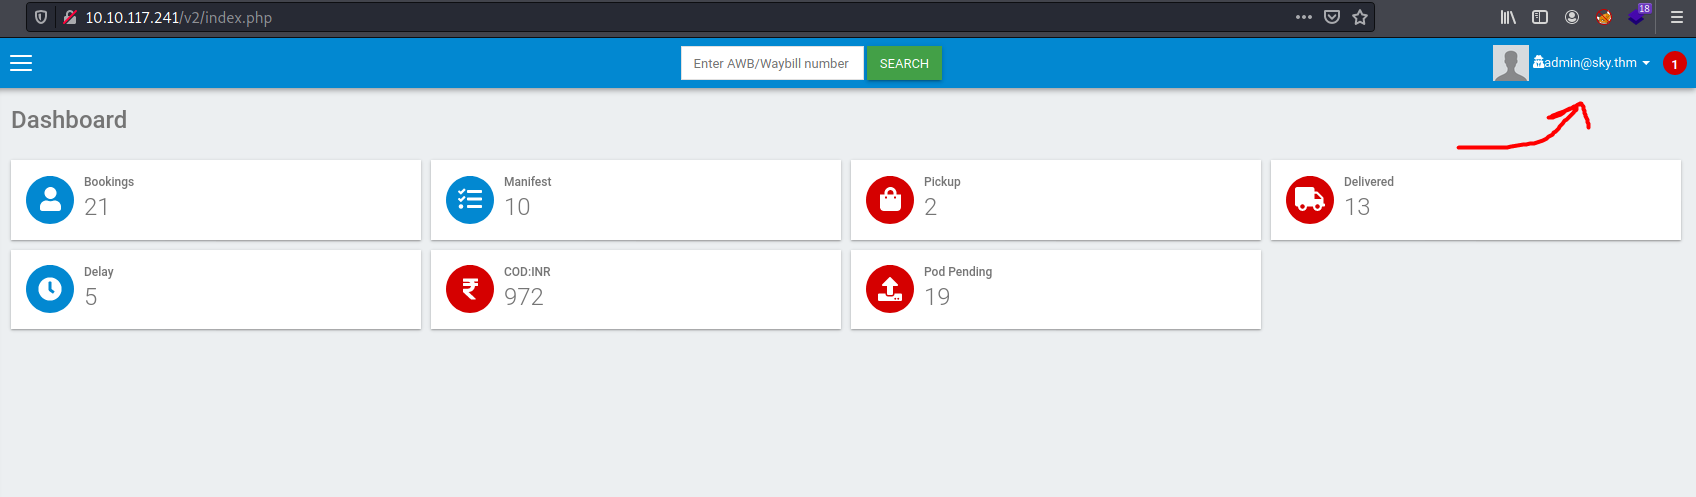 10.10.117.241/v2/index.php
18
Enter AWB/Waybill number SEARCH admin@sky.thm 1
Dashboard
Bookings Manifest Pickup Delivered
21 10 2 13
Delay COD:INR Pod Pending
5 972 19